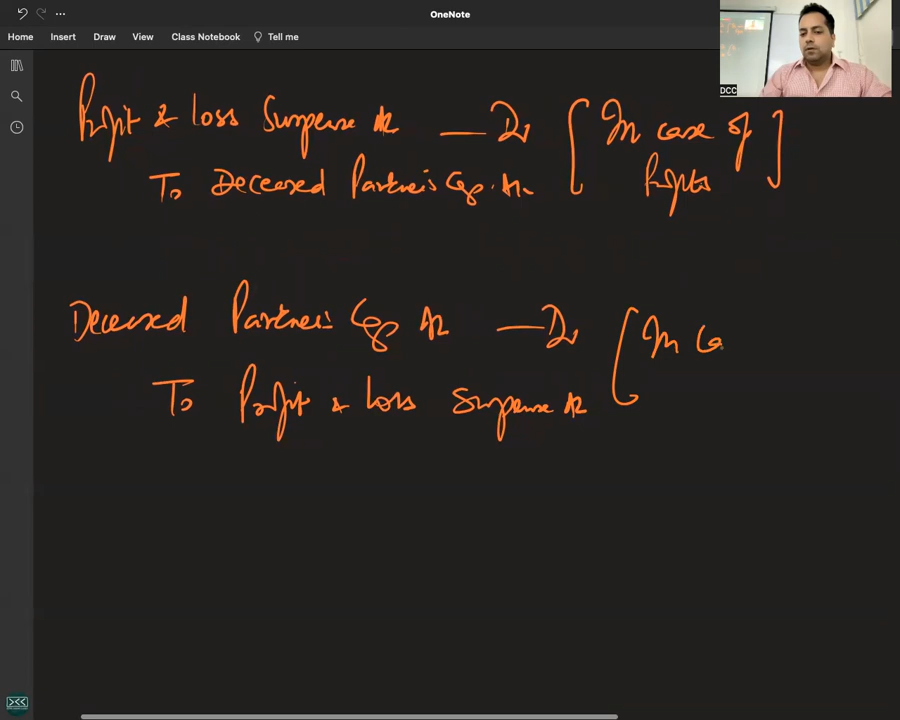 OneNote
Home Insert Draw View Class Notebook Tell me
DCC
Profit & Loss Suspense A/c — Dr [In case of
To Deceased Partner's Cap. A/c Profits]
Deceased Partner's Cap A/c — Dr [In Ca
To Profit & Loss Suspense A/c